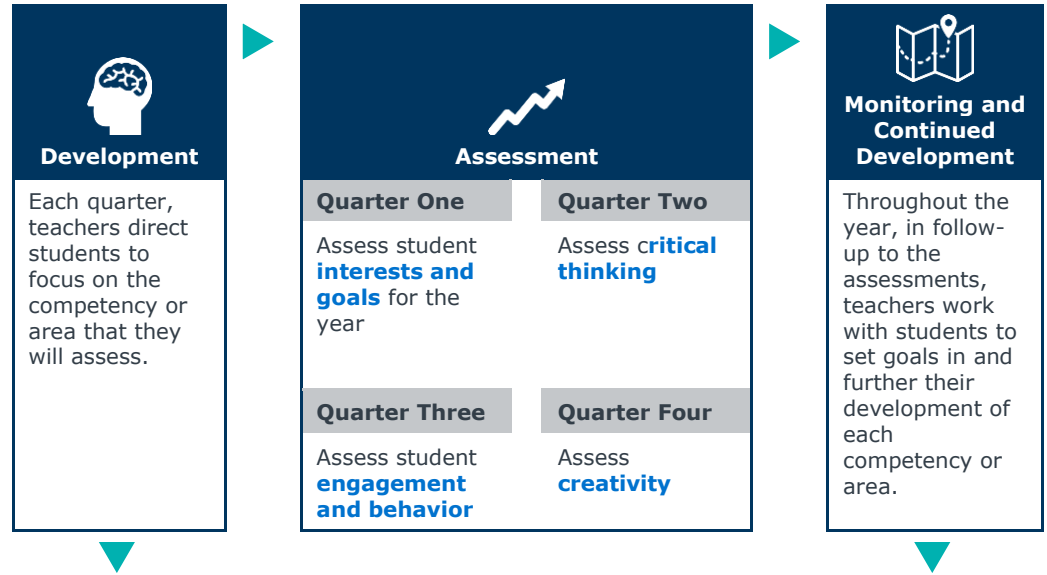 Development
Each quarter,
teachers direct
students to
focus on the
competency or
area that they
will assess.
Assessment
Quarter One
Assess student
interests and
goals for the
year
Quarter Two
Assess critical
thinking
Quarter Three
Assess student
engagement
and behavior
Quarter Four
Assess
creativity
Monitoring and
Continued
Development
Throughout the
year, in follow-
up to the
assessments,
teachers work
with students to
set goals in and
further their
development of
each
competency or
area.